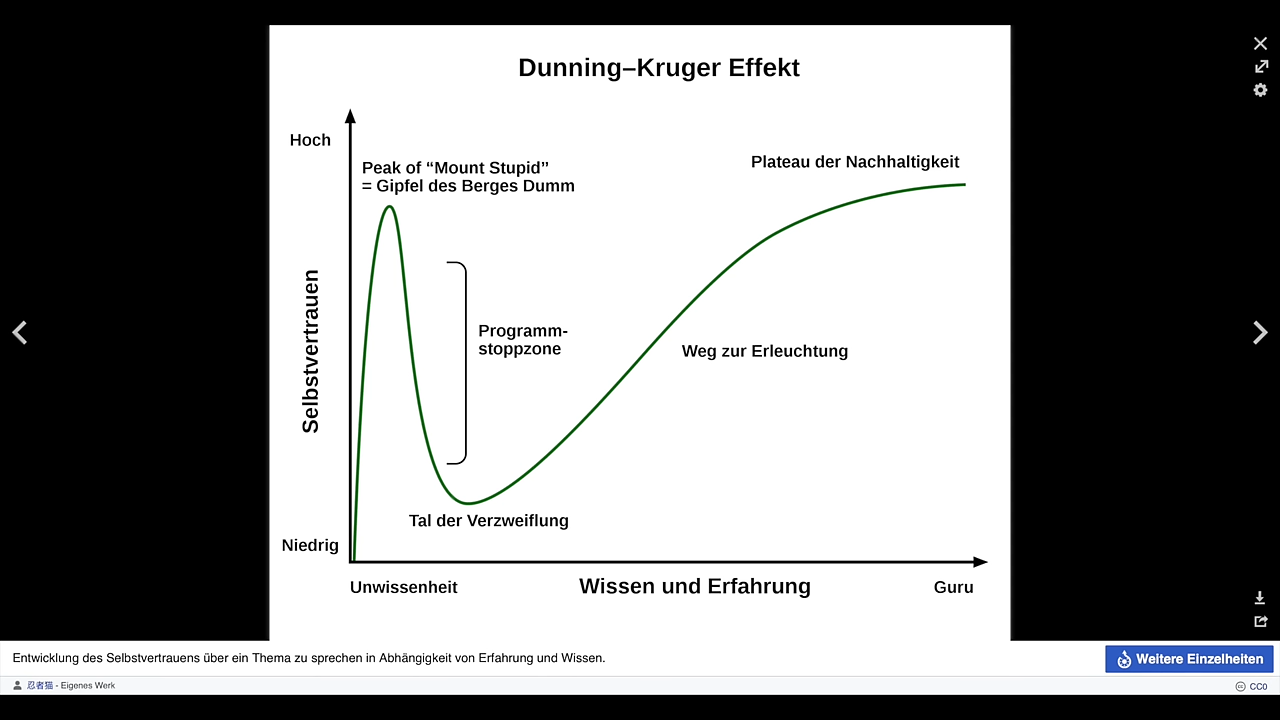 Dunning–Kruger Effekt
Hoch
Peak of “Mount Stupid”
= Gipfel des Berges Dumm
Plateau der Nachhaltigkeit
Selbstvertrauen
Programm-
stoppzone
Weg zur Erleuchtung
Tal der Verzweiflung
Niedrig
Unwissenheit
Wissen und Erfahrung
Guru
Entwicklung des Selbstvertrauens über ein Thema zu sprechen in Abhängigkeit von Erfahrung und Wissen.
Weitere Einzelheiten
忍者猫 - Eigenes Werk
cc CC0